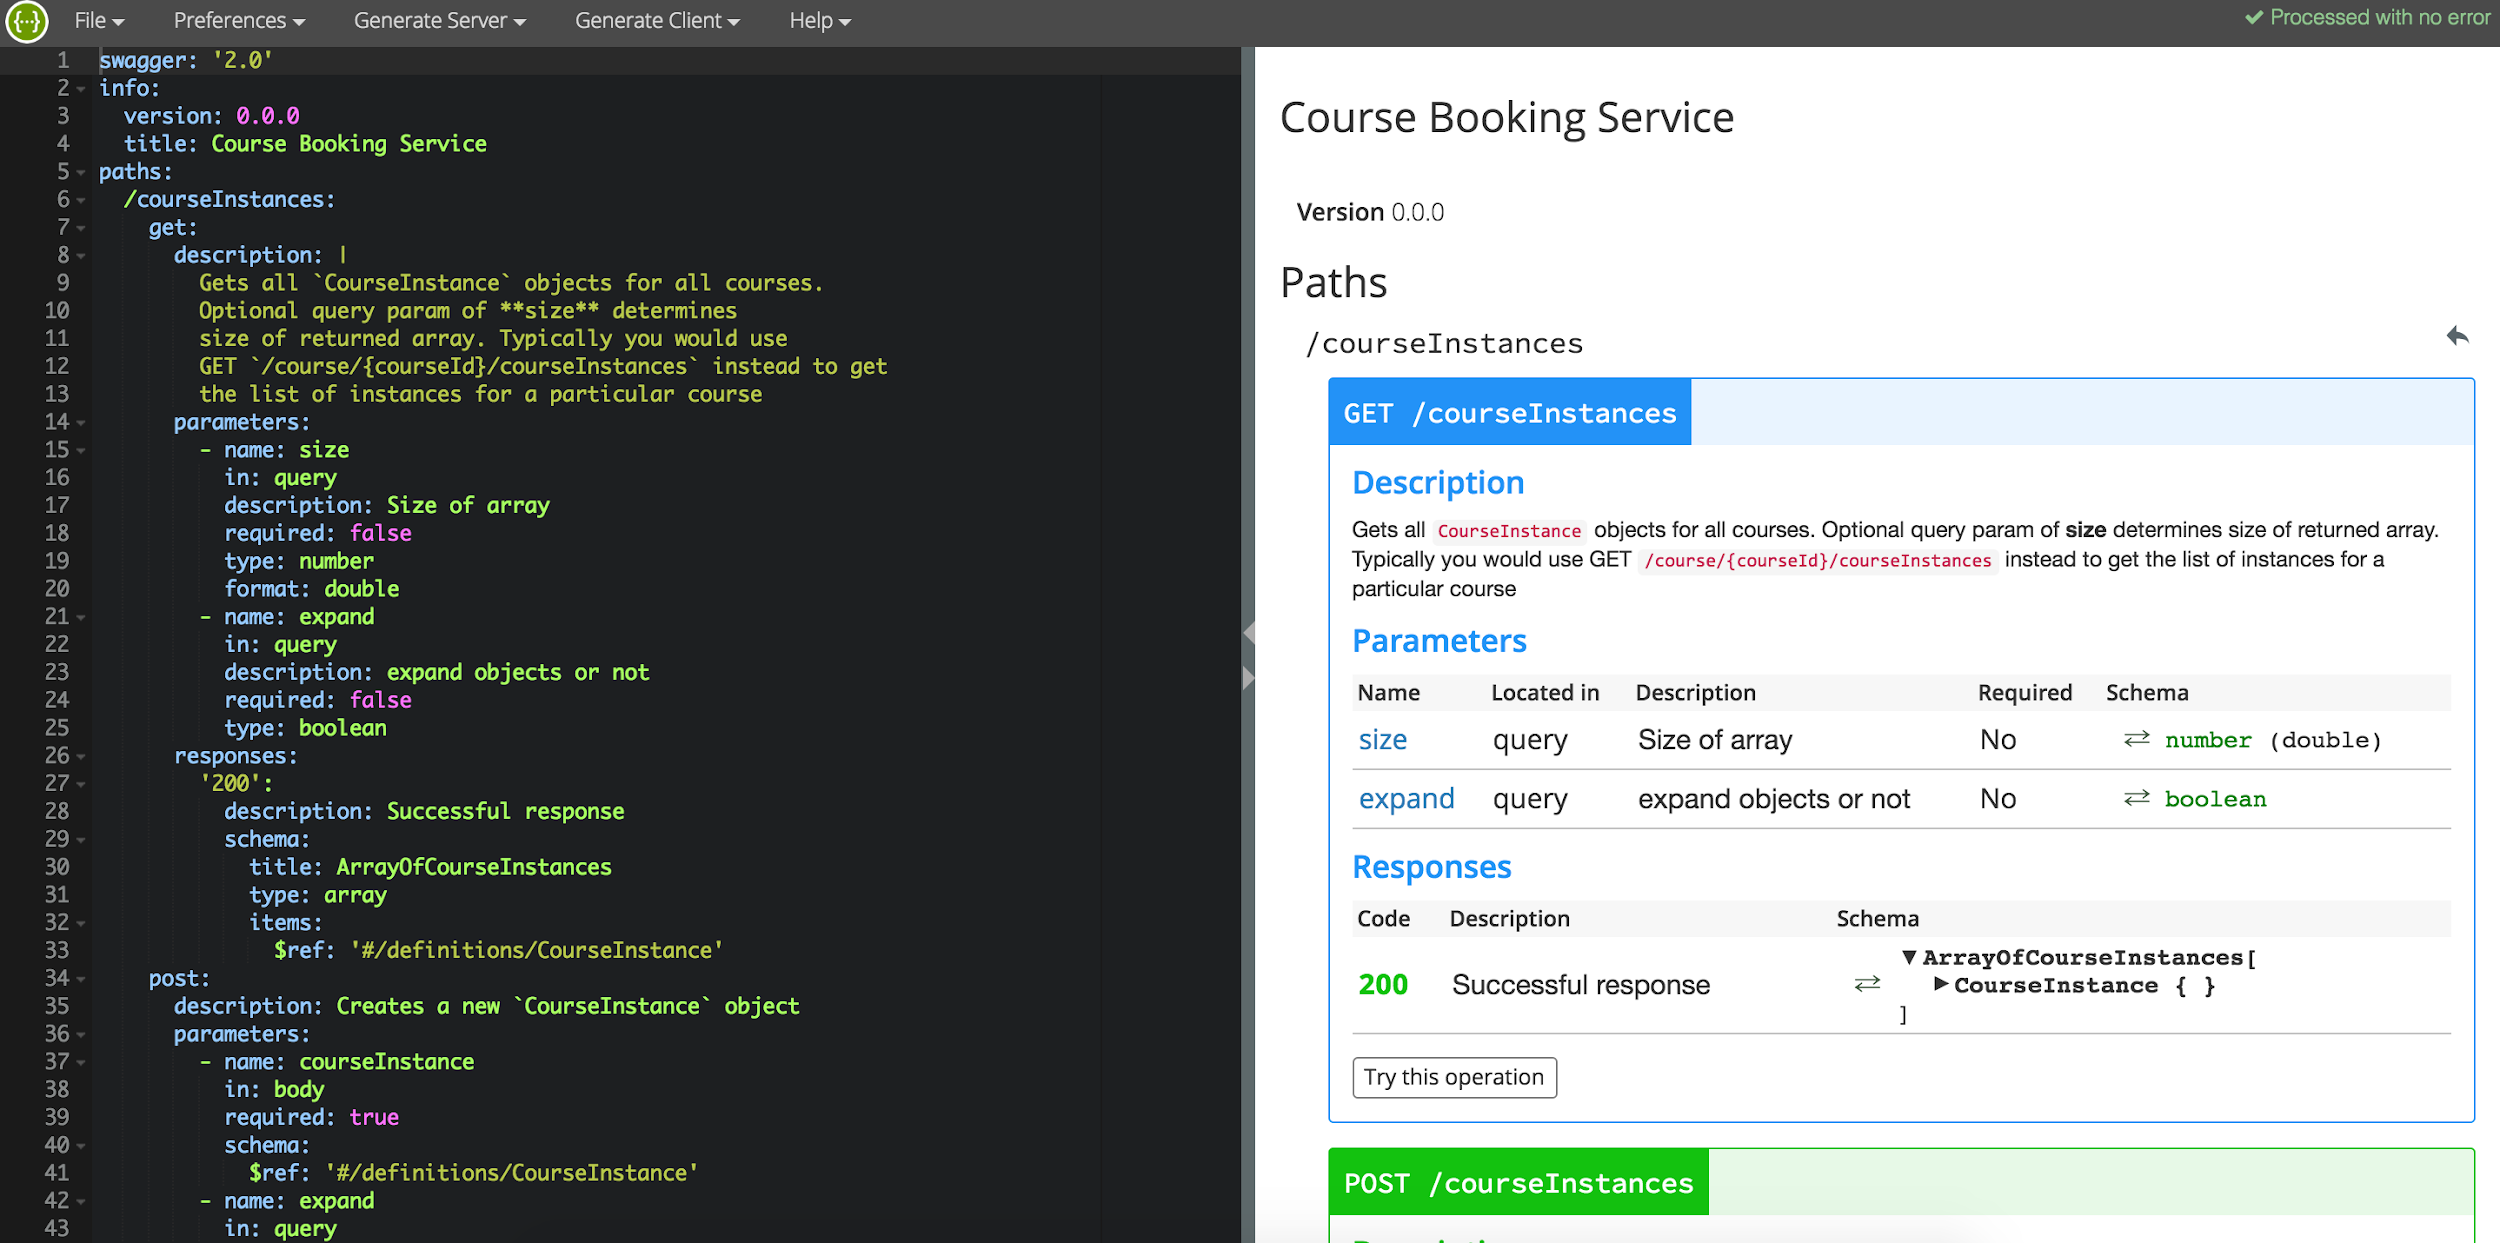 File Preferences Generate Server Generate Client Help Processed with no error
1 swagger: '2.0'
2 info:
3 version: 0.0.0
4 title: Course Booking Service
5 paths:
6 /courseInstances:
7 get:
8 description: |
9 Gets all `CourseInstance` objects for all courses.
10 Optional query param of **size** determines
11 size of returned array. Typically you would use
12 GET `/course/{courseId}/courseInstances` instead to get
13 the list of instances for a particular course
14 parameters:
15 - name: size
16 in: query
17 description: Size of array
18 required: false
19 type: number
20 format: double
21 - name: expand
22 in: query
23 description: expand objects or not
24 required: false
25 type: boolean
26 responses:
27 '200':
28 description: Successful response
29 schema:
30 title: ArrayOfCourseInstances
31 type: array
32 items:
33 $ref: '#/definitions/CourseInstance'
34 post:
35 description: Creates a new `CourseInstance` object
36 parameters:
37 - name: courseInstance
38 in: body
39 required: true
40 schema:
41 $ref: '#/definitions/CourseInstance'
42 - name: expand
43 in: query
Course Booking Service
Version 0.0.0
Paths
/courseInstances
GET /courseInstances
Description
Gets all CourseInstance objects for all courses. Optional query param of size determines size of returned array.
Typically you would use GET /course/{courseId}/courseInstances instead to get the list of instances for a
particular course
Parameters
Name Located in Description Required Schema
size query Size of array No ⇄ number (double)
expand query expand objects or not No ⇄ boolean
Responses
Code Description Schema
▼ArrayOfCourseInstances[
200 Successful response ⇄ ▶CourseInstance { }
]
Try this operation
POST /courseInstances